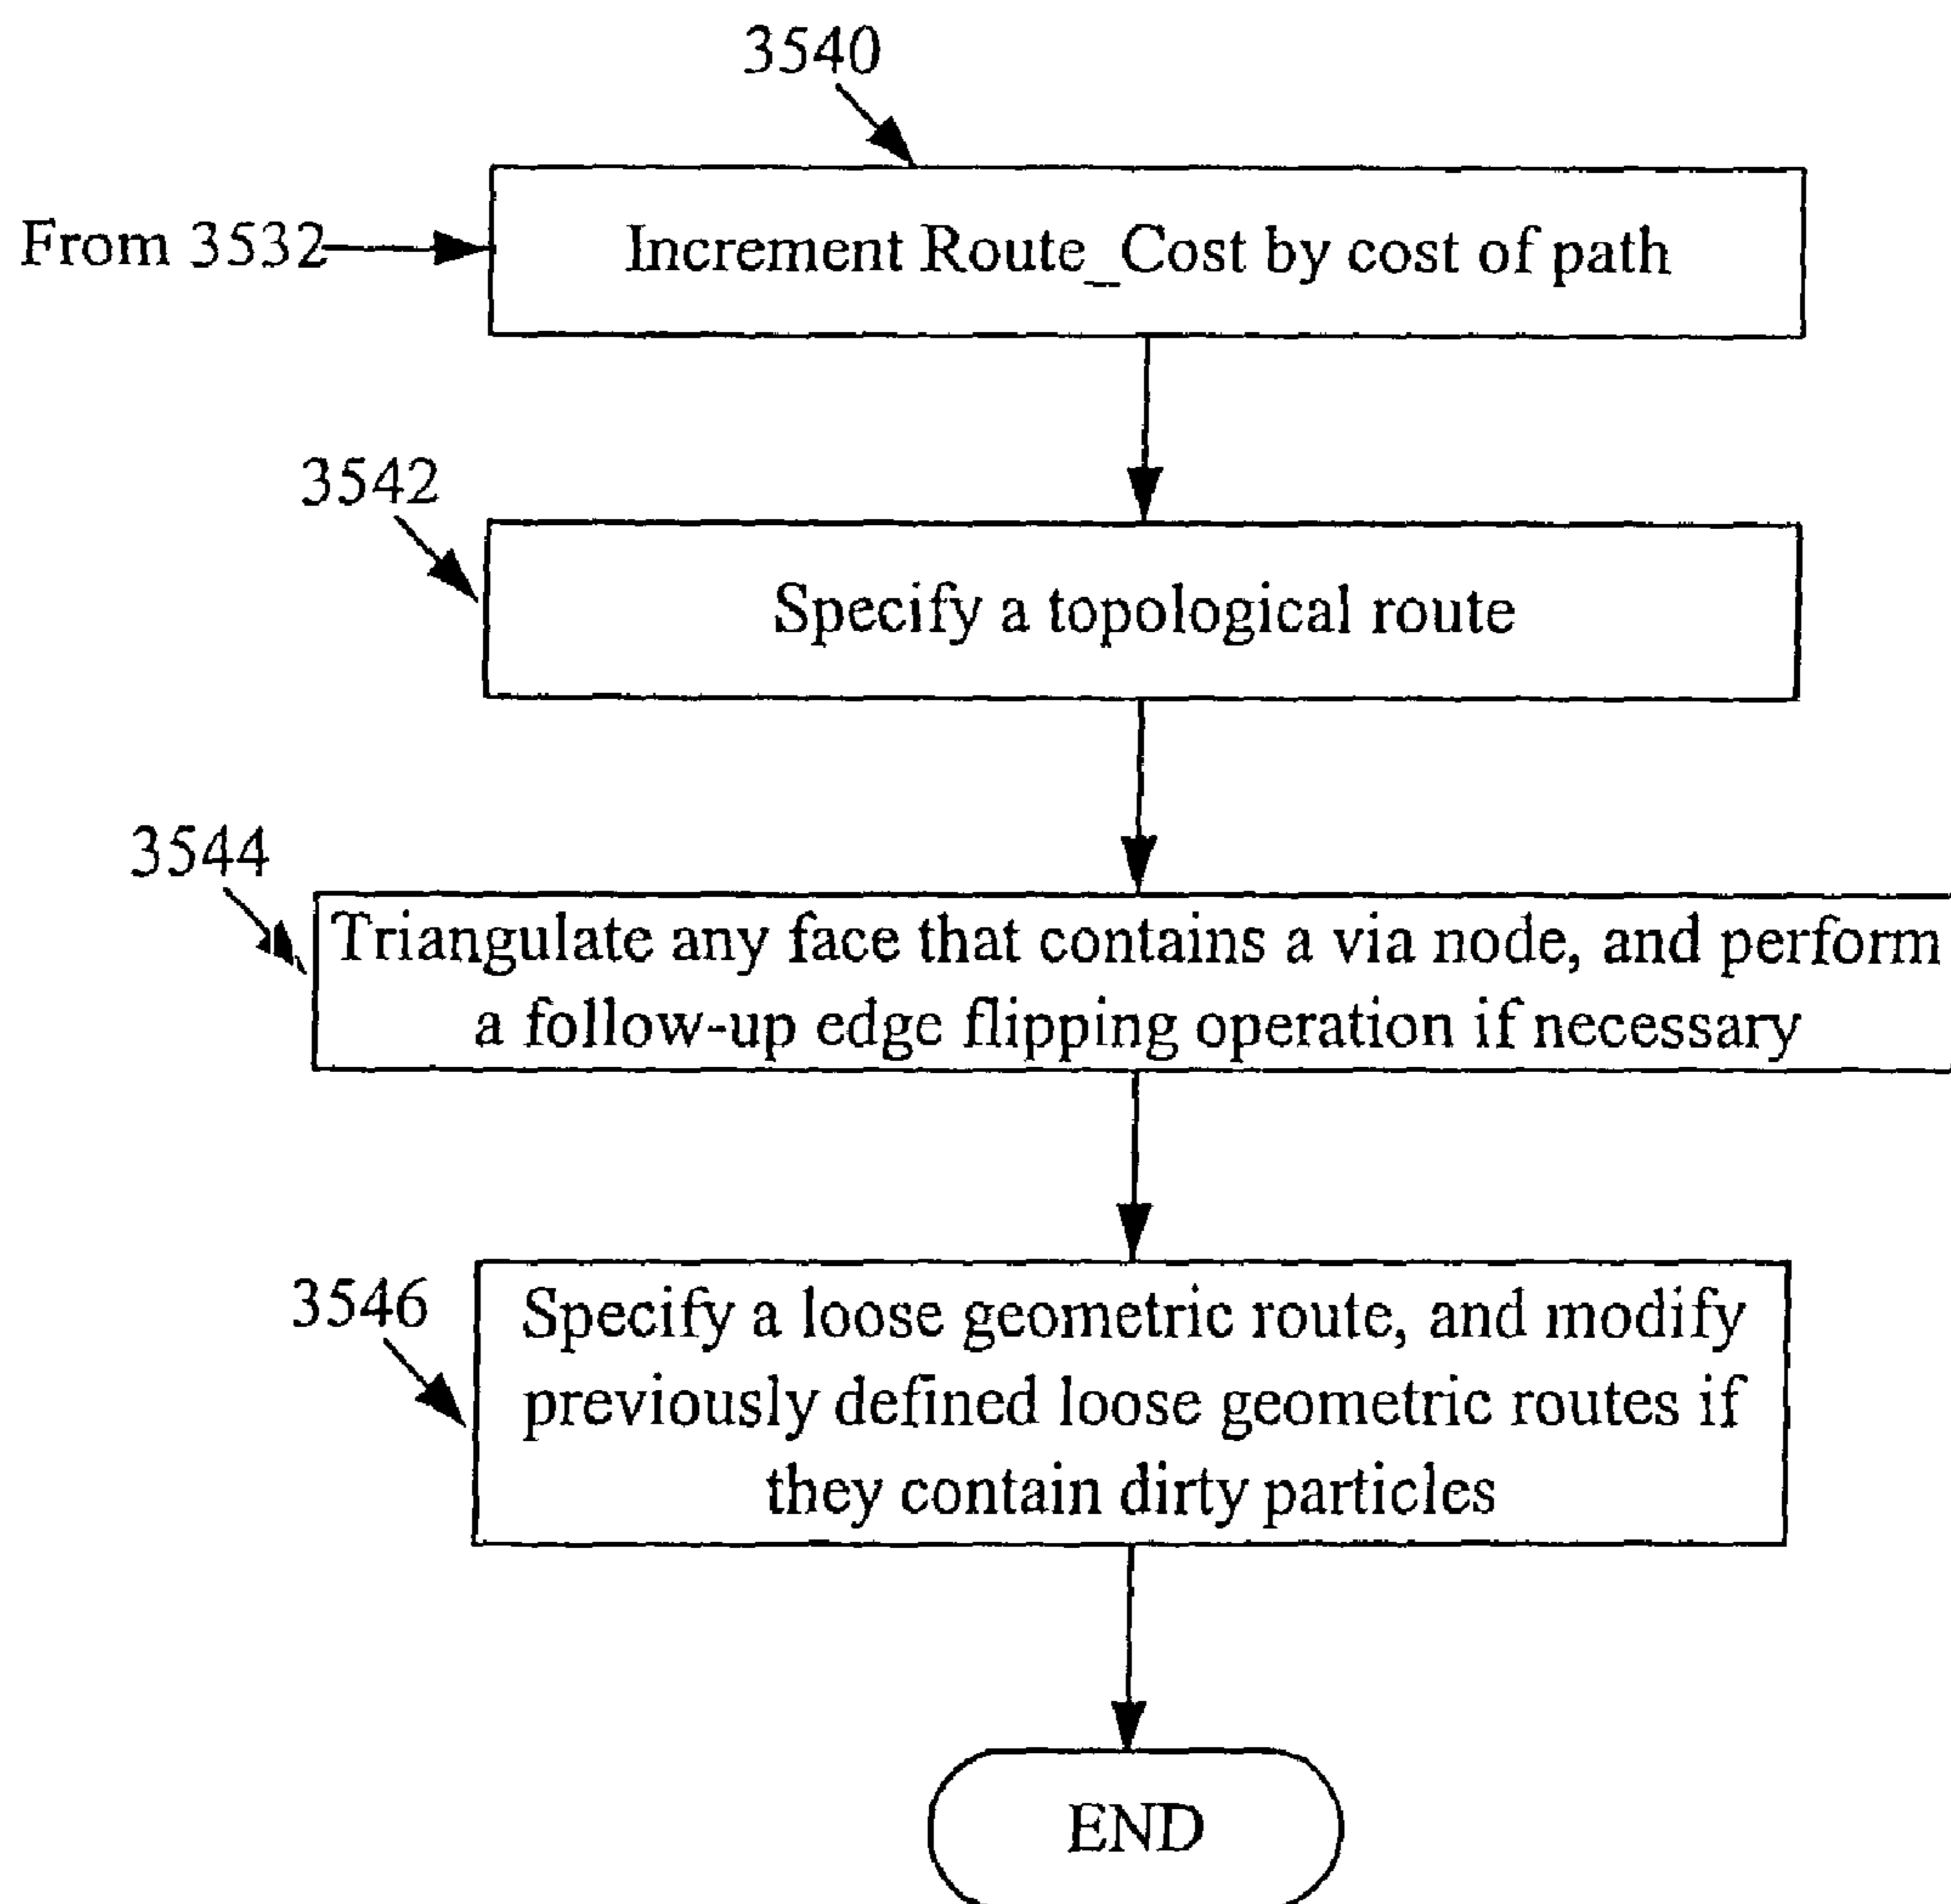 3540
From 3532
Increment Route_Cost by cost of path
3542
Specify a topological route
3544
Triangulate any face that contains a via node, and perform
a follow-up edge flipping operation if necessary
3546
Specify a loose geometric route, and modify
previously defined loose geometric routes if
they contain dirty particles
END